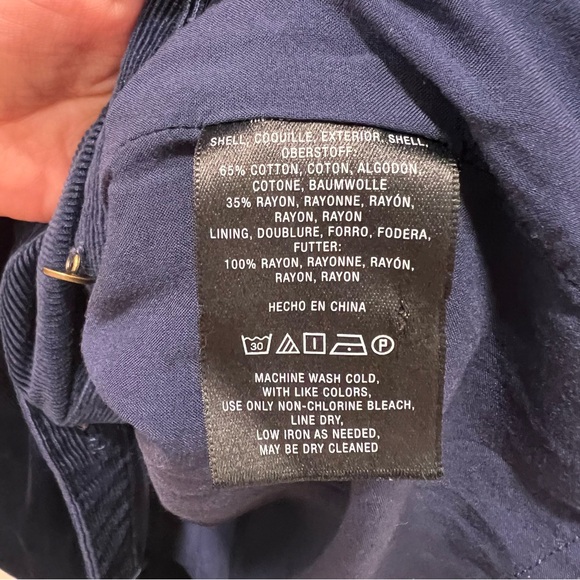 SHELL, COQUILLE, EXTERIOR, SHELL,
OBERSTOFF
65% COTTON, COTON, ALGODON,
COTONE, BAUMWOLLE
35% RAYON, RAYONNE, RAYÓN,
RAYON, RAYON
LINING, DOUBLURE, FORRO, FODERA,
FUTTER:
100% RAYON, RAYONNE, RAYÓN,
RAYON, RAYON
HECHO EN CHINA
30 P
MACHINE WASH COLD,
WITH LIKE COLORS,
USE ONLY NON-CHLORINE BLEACH,
LINE DRY,
LOW IRON AS NEEDED,
MAY BE DRY CLEANED